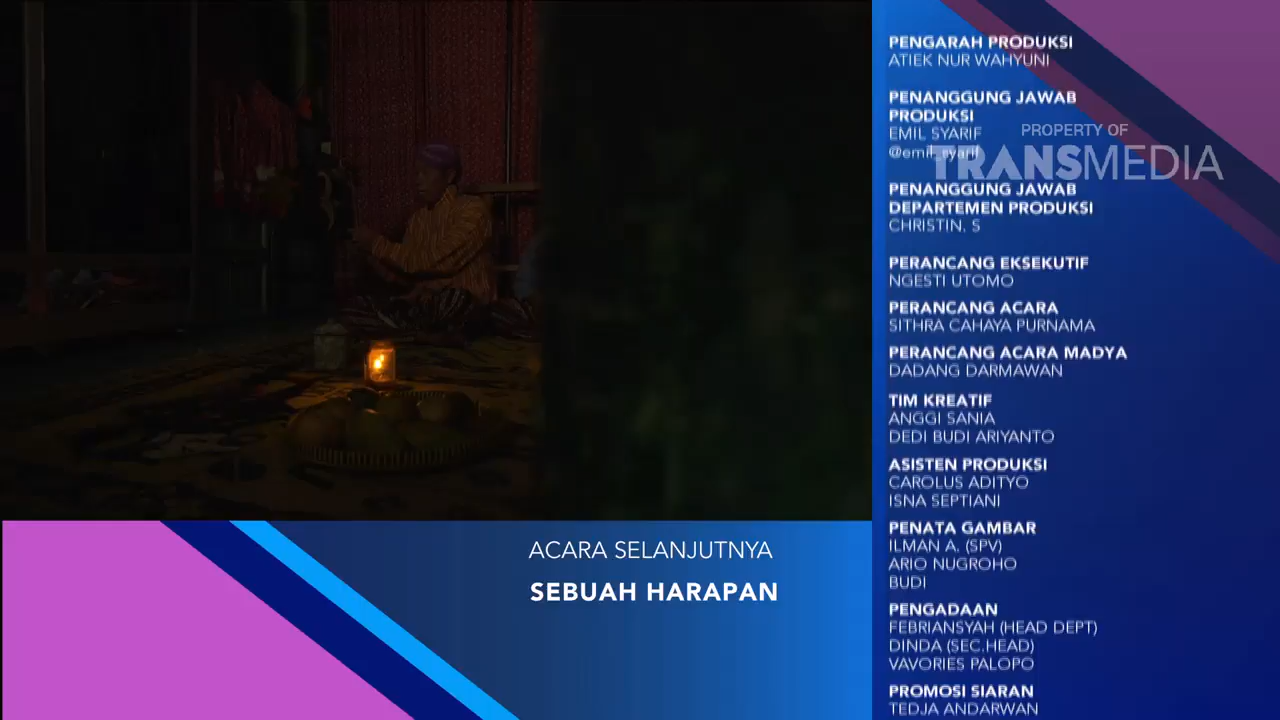 PENGARAH PRODUKSI
ATIEK NUR WAHYUNI
PENANGGUNG JAWAB
PRODUKSI
EMIL SYARIF
@emil_syarif
PROPERTY OF
TRANSMEDIA
PENANGGUNG JAWAB
DEPARTEMEN PRODUKSI
CHRISTIN. S
PERANCANG EKSEKUTIF
NGESTI UTOMO
PERANCANG ACARA
SITHRA CAHAYA PURNAMA
PERANCANG ACARA MADYA
DADANG DARMAWAN
TIM KREATIF
ANGGI SANIA
DEDI BUDI ARIYANTO
ASISTEN PRODUKSI
CAROLUS ADITYO
ISNA SEPTIANI
PENATA GAMBAR
ILMAN A. (SPV)
ARIO NUGROHO
BUDI
PENGADAAN
FEBRIANSYAH (HEAD DEPT)
DINDA (SEC.HEAD)
VAVORIES PALOPO
PROMOSI SIARAN
TEDJA ANDARWAN
ACARA SELANJUTNYA
SEBUAH HARAPAN